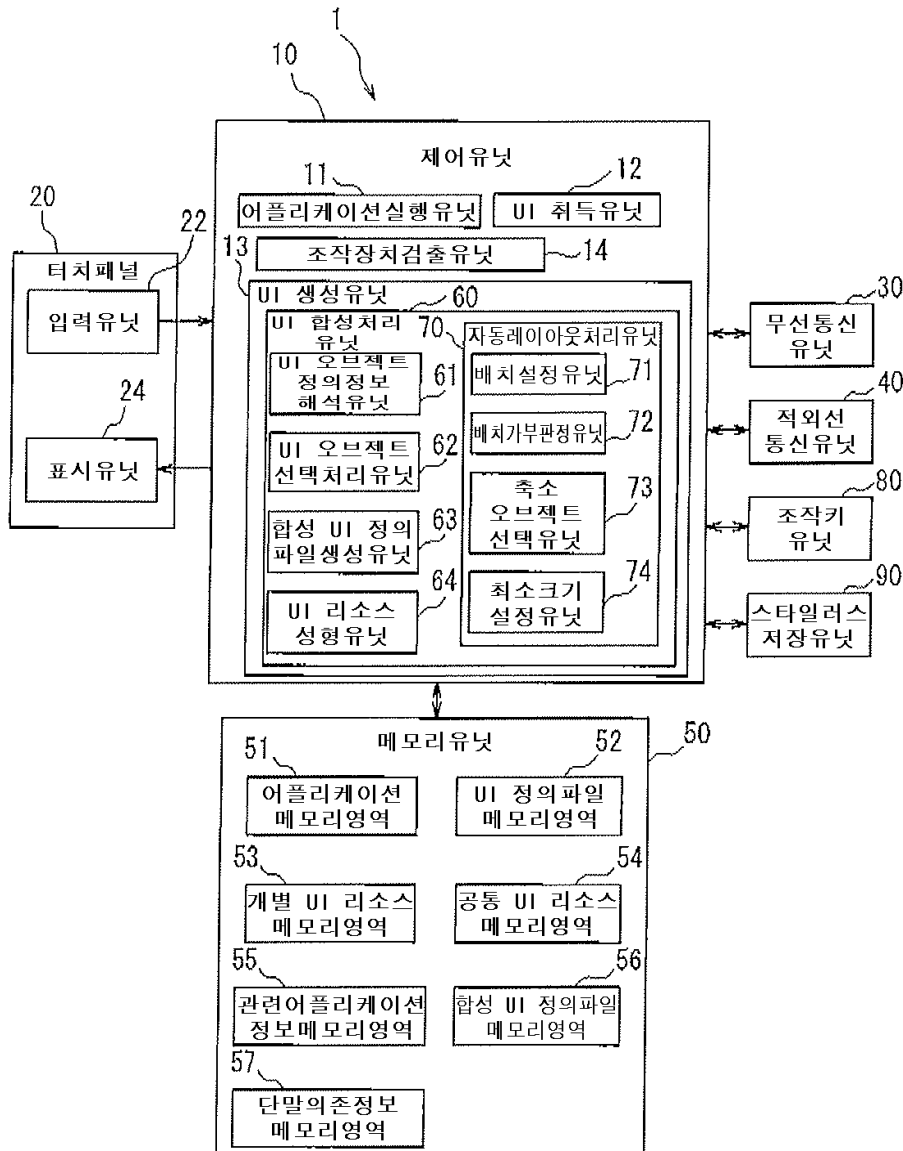 1
10
제어유닛
11
어플리케이션실행유닛
12
UI 취득유닛
조작장치검출유닛
14
20
터치패널
22
입력유닛
24
표시유닛
13
UI 생성유닛
60
UI 합성처리
유닛
UI 오브젝트
정의정보
해석유닛
61
UI 오브젝트
선택처리유닛
62
합성 UI 정의
파일생성유닛
63
UI 리소스
성형유닛
64
70
자동레이아웃처리유닛
배치설정유닛
71
배치가부판정유닛
72
축소
오브젝트
선택유닛
73
최소크기
설정유닛
74
30
무선통신
유닛
40
적외선
통신유닛
80
조작키
유닛
90
스타일러스
저장유닛
메모리유닛
50
51
어플리케이션
메모리영역
52
UI 정의파일
메모리영역
53
개별 UI 리소스
메모리영역
54
공통 UI 리소스
메모리영역
55
관련어플리케이션
정보메모리영역
56
합성 UI 정의파일
메모리영역
57
단말의존정보
메모리영역